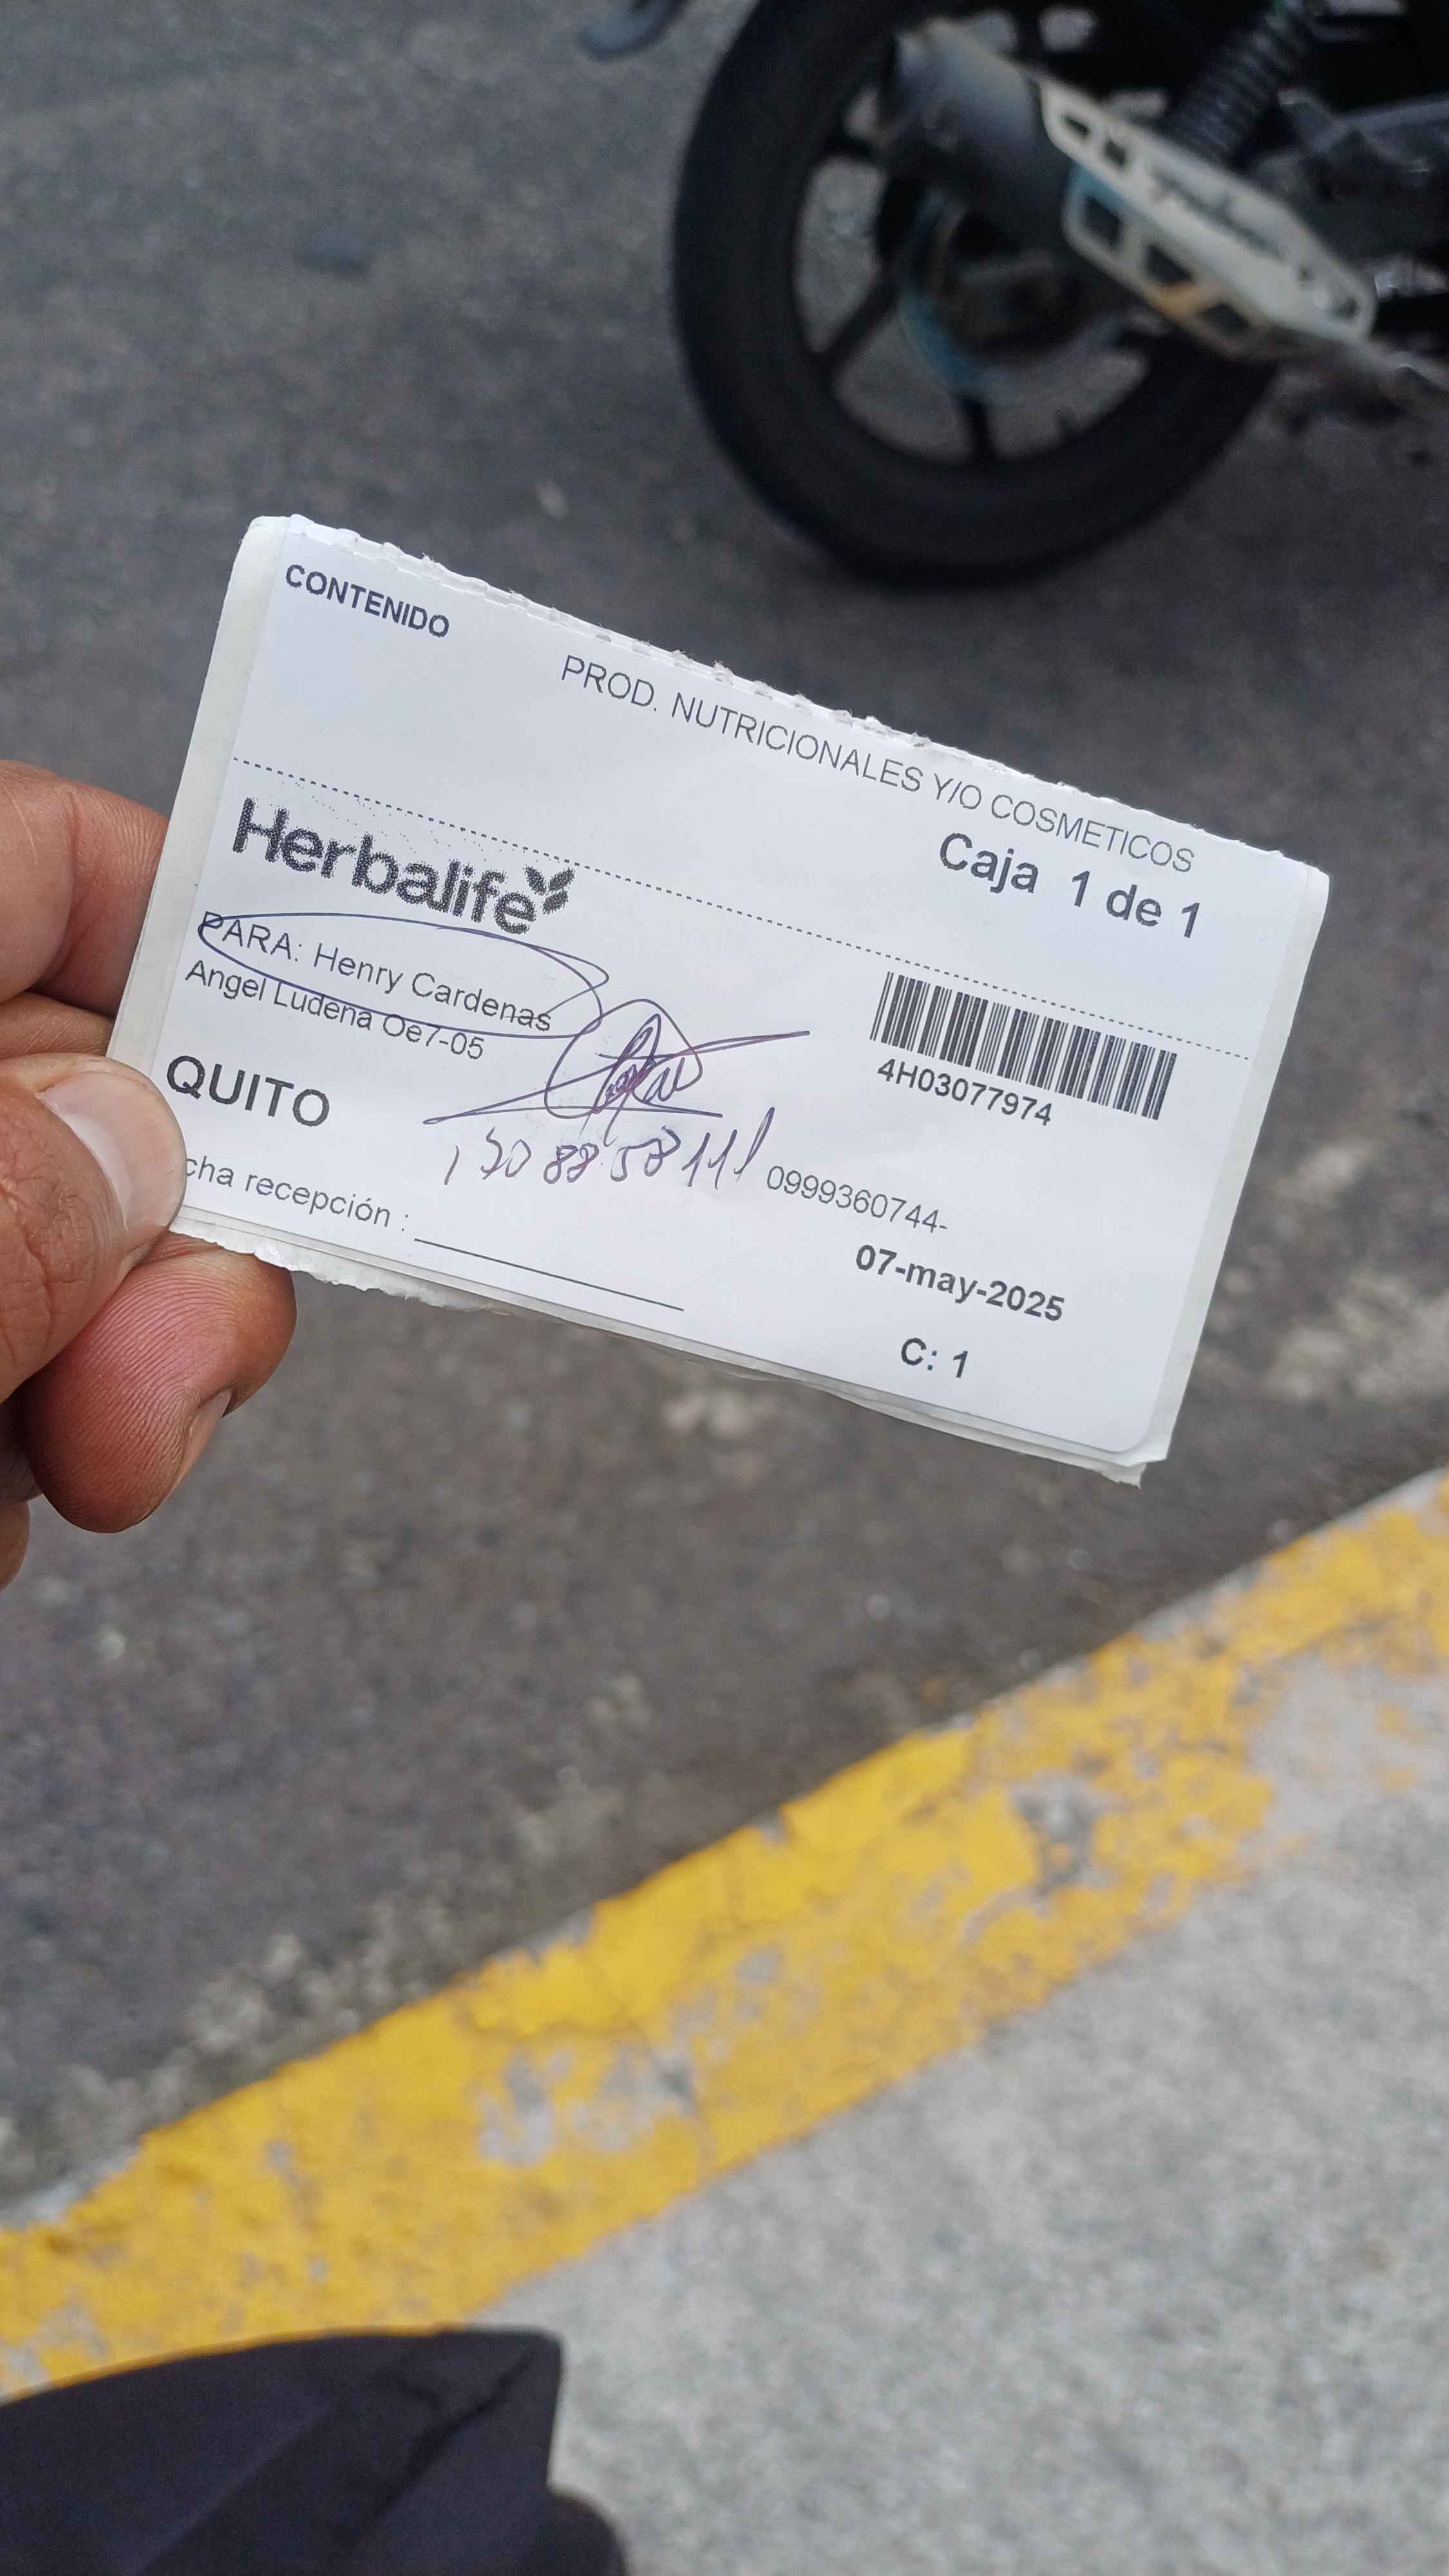 CONTENIDO
PROD. NUTRICIONALES Y/O COSMETICOS
Caja 1 de 1
Herbalife
PARA: Henry Cardenas
Angel Ludena Oe7-05
QUITO
4H03077974
0999360744-
cha recepción :
07-may-2025
C: 1